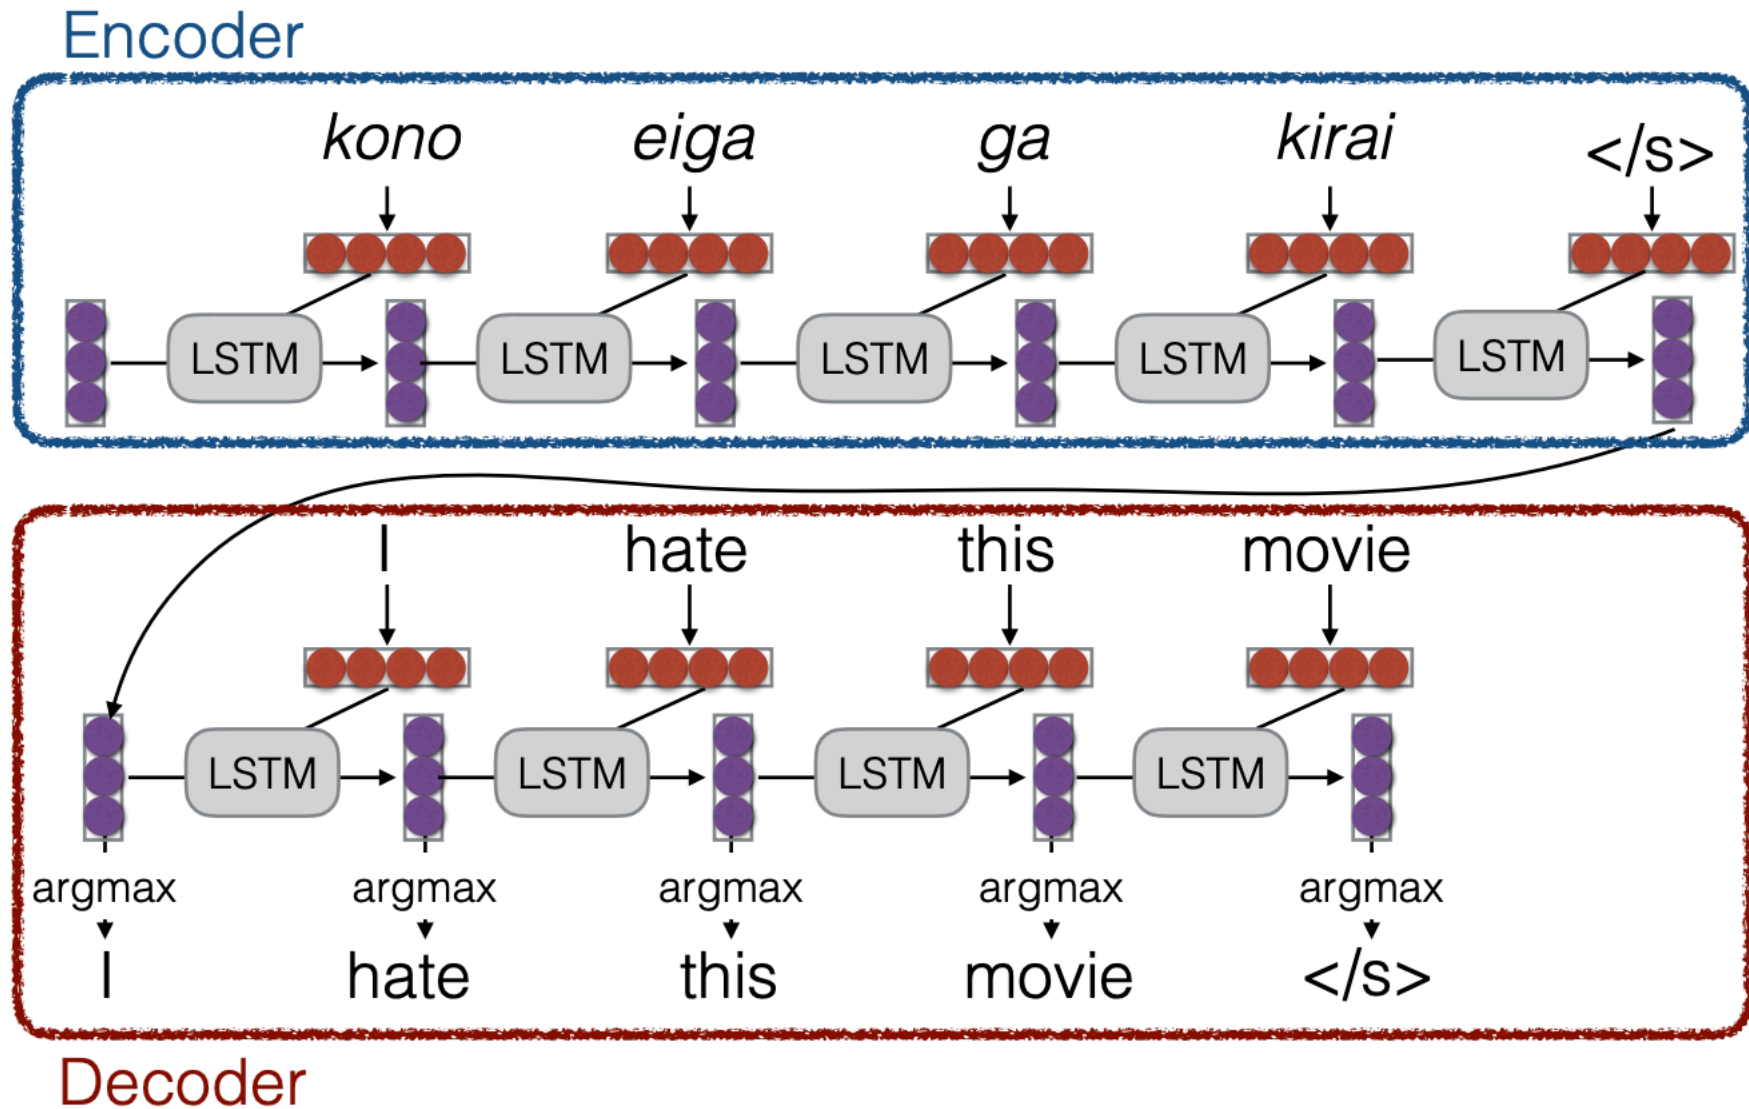 Encoder
kono eiga ga kirai </s>
LSTM LSTM LSTM LSTM LSTM
I hate this movie
LSTM LSTM LSTM LSTM
argmax argmax argmax argmax argmax
I hate this movie </s>
Decoder